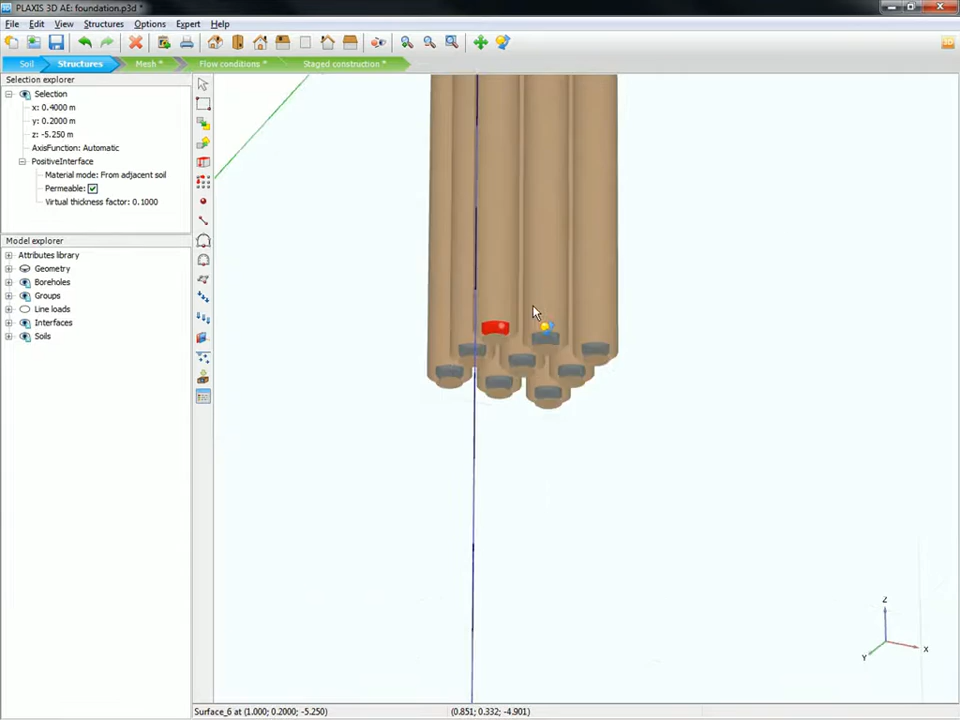 PLAXIS 3D AE: foundation.p3d *
File Edit View Structures Options Expert Help
Soil Structures Mesh * Flow conditions * Staged construction *
Selection explorer
Selection
x: 0.4000 m
y: 0.2000 m
z: -5.250 m
AxisFunction: Automatic
PositiveInterface
Material mode: From adjacent soil
Permeable:
Virtual thickness factor: 0.1000
Model explorer
Attributes library
Geometry
Boreholes
Groups
Line loads
Interfaces
Soils
Z
X
Y
Surface_6 at (1.000; 0.2000; -5.250) (0.851; 0.332; -4.901)